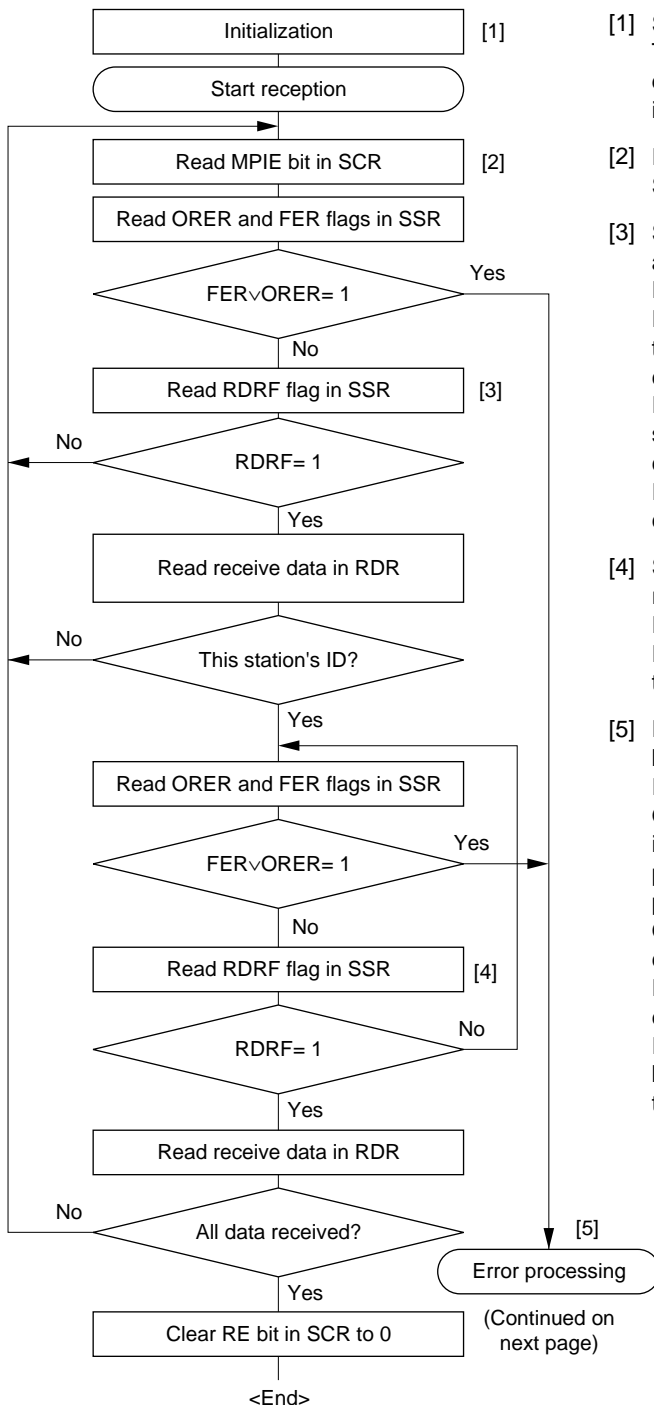 Initialization [1]
Start reception
Read MPIE bit in SCR [2]
Read ORER and FER flags in SSR
FER∨ORER= 1
Yes
No
Read RDRF flag in SSR [3]
No
RDRF= 1
Yes
Read receive data in RDR
No
This station's ID?
Yes
Read ORER and FER flags in SSR
Yes
FER∨ORER= 1
No
Read RDRF flag in SSR [4]
No
RDRF= 1
Yes
Read receive data in RDR
No
All data received?
[5]
Yes
Error processing
Clear RE bit in SCR to 0
(Continued on
next page)
<End>
[1]
[2]
[3]
[4]
[5]